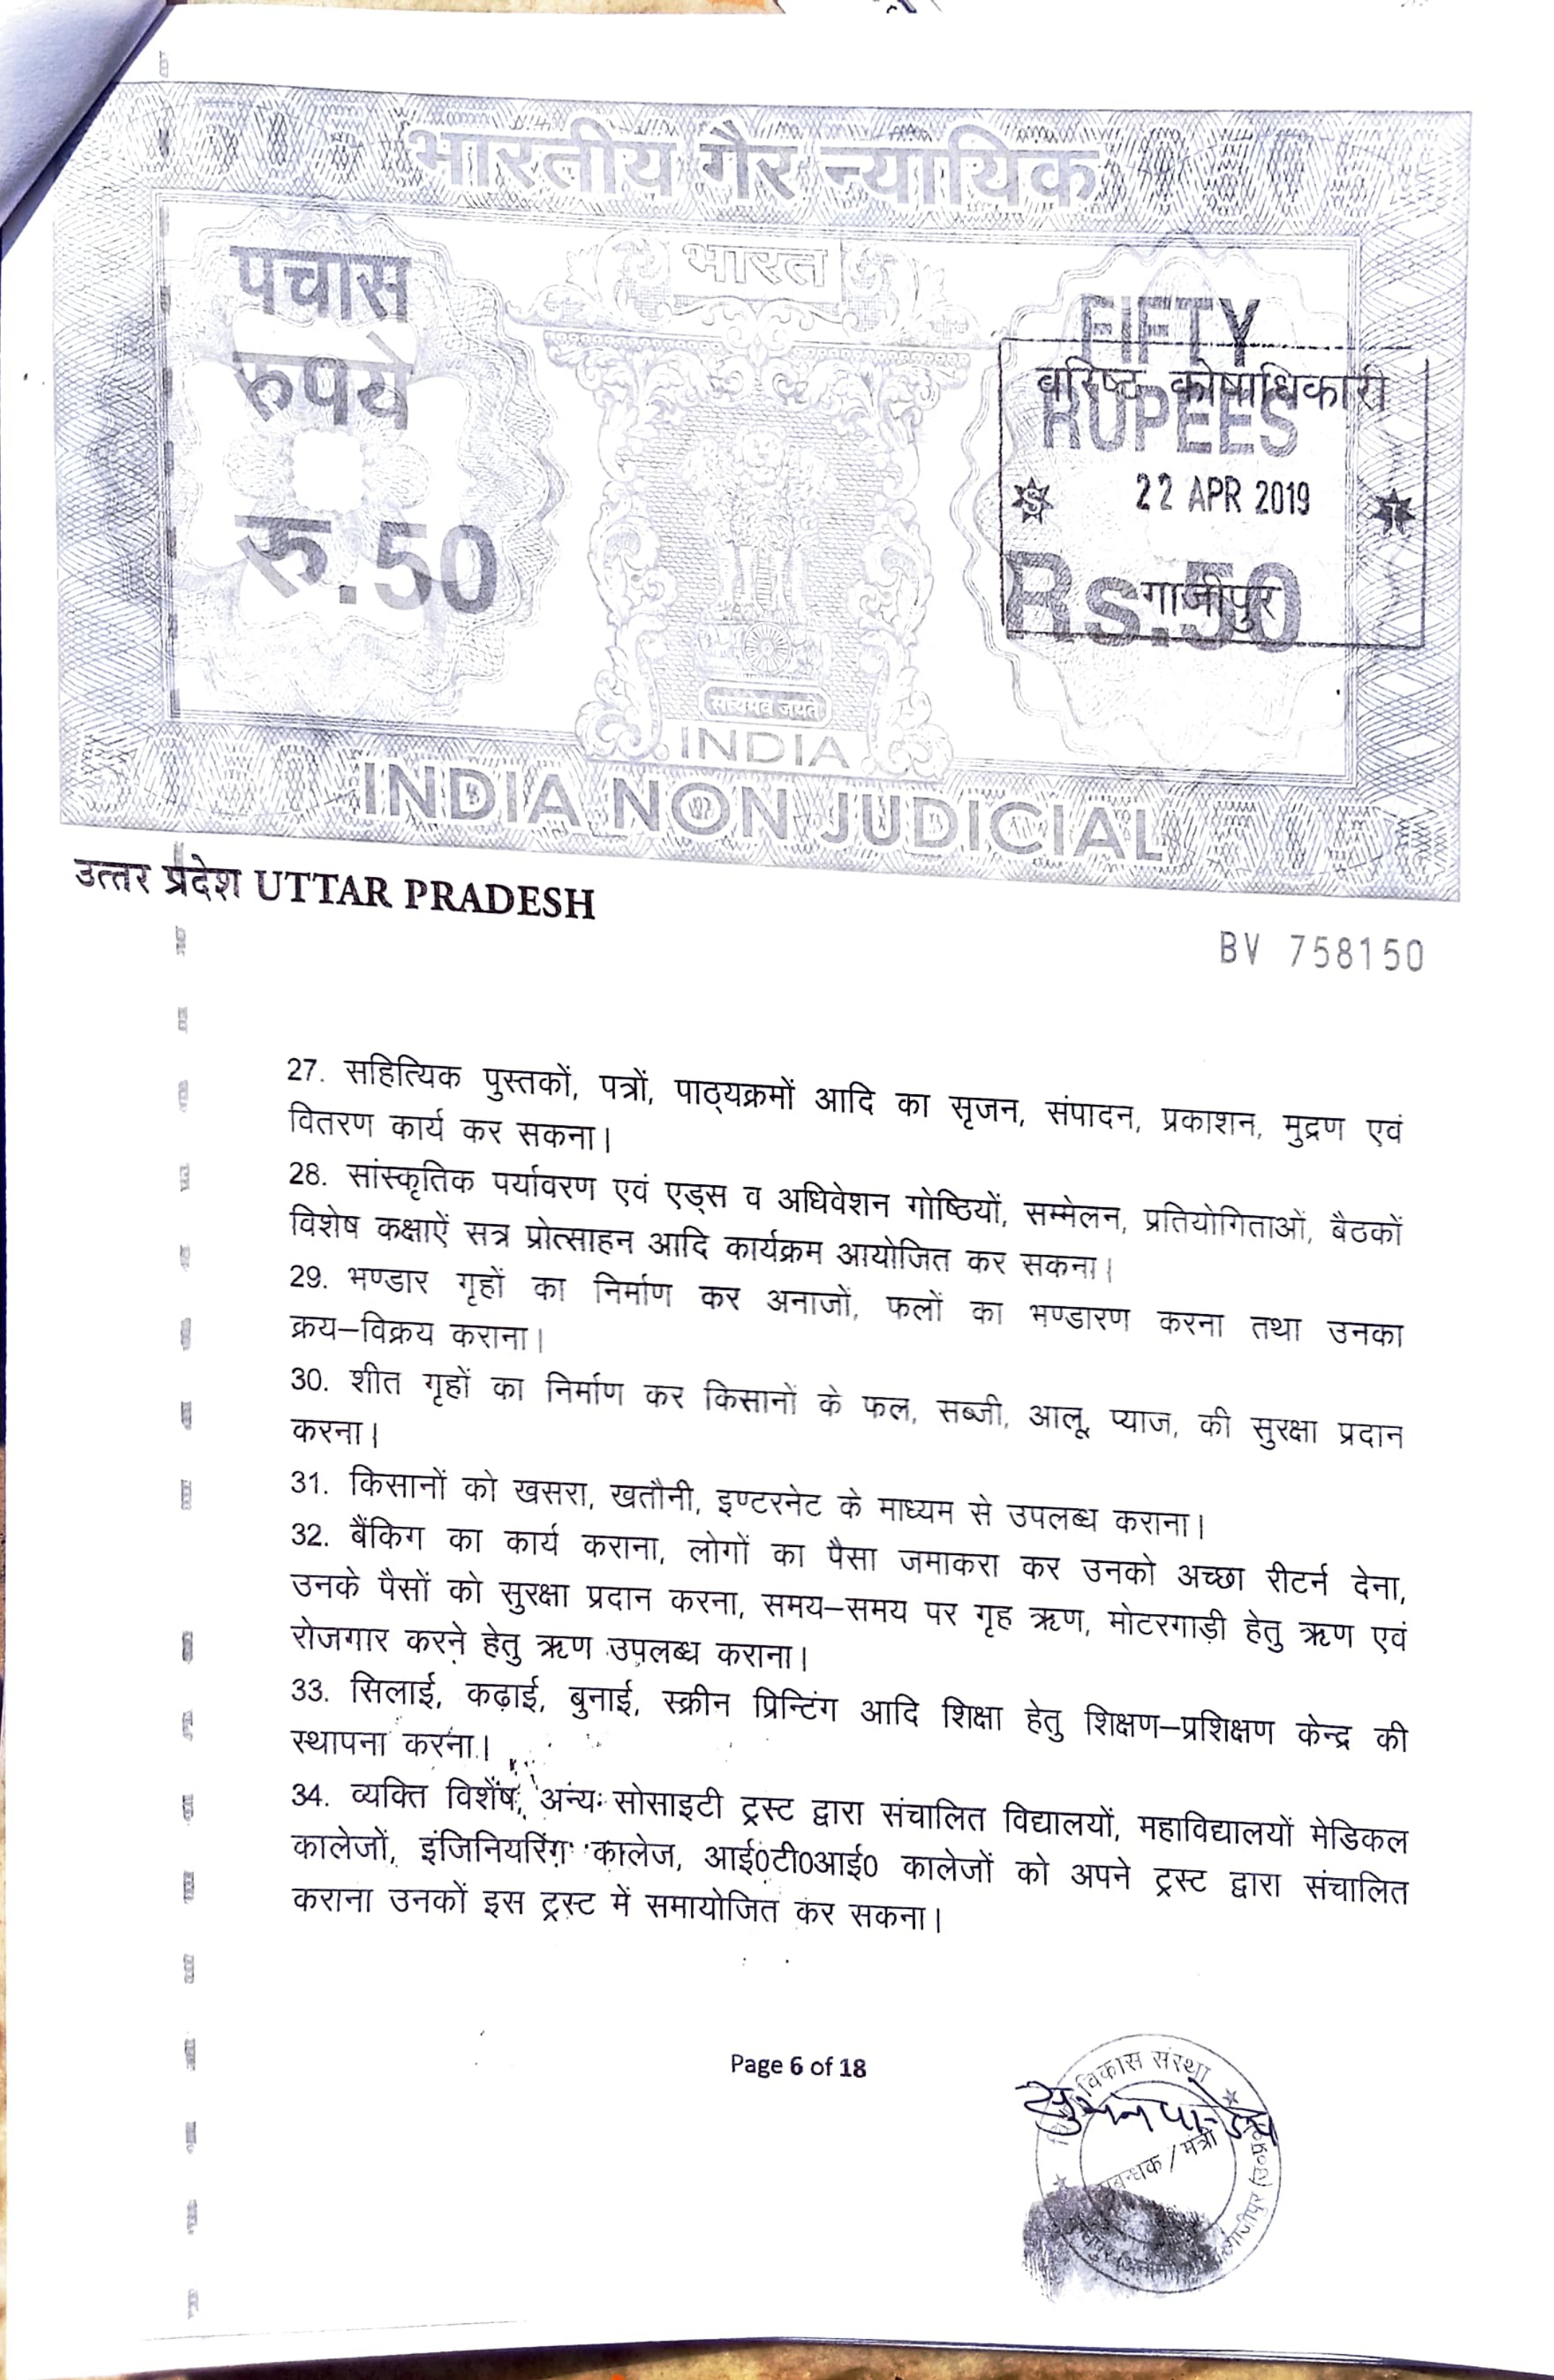 भारतीय गैर न्यायिक
भारत
पचास
रुपये
रु.50
FIFTY
RUPEES
Rs.50
वरिष्ठ कोषाधिकारी
22 APR 2019
गाजीपुर
सत्यमेव जयते
INDIA
INDIA NON JUDICIAL
उत्तर प्रदेश UTTAR PRADESH
BV 758150
27. सहित्यिक पुस्तकों, पत्रों, पाठ्यक्रमों आदि का सृजन, संपादन, प्रकाशन, मुद्रण एवं
वितरण कार्य कर सकना।
28. सांस्कृतिक पर्यावरण एवं एड्स व अधिवेशन गोष्ठियों, सम्मेलन, प्रतियोगिताओं, बैठकों
विशेष कक्षाऐं सत्र प्रोत्साहन आदि कार्यक्रम आयोजित कर सकना।
29. भण्डार गृहों का निर्माण कर अनाजों, फलों का भण्डारण करना तथा उनका
क्रय–विक्रय कराना।
30. शीत गृहों का निर्माण कर किसानों के फल, सब्जी, आलू, प्याज, की सुरक्षा प्रदान
करना।
31. किसानों को खसरा, खतौनी, इण्टरनेट के माध्यम से उपलब्ध कराना।
32. बैंकिग का कार्य कराना, लोगों का पैसा जमाकरा कर उनको अच्छा रीटर्न देना,
उनके पैसों को सुरक्षा प्रदान करना, समय–समय पर गृह ऋण, मोटरगाड़ी हेतु ऋण एवं
रोजगार करने हेतु ऋण उपलब्ध कराना।
33. सिलाई, कढ़ाई, बुनाई, स्क्रीन प्रिन्टिंग आदि शिक्षा हेतु शिक्षण–प्रशिक्षण केन्द्र की
स्थापना करना।
34. व्यक्ति विशेष, अन्य सोसाइटी ट्रस्ट द्वारा संचालित विद्यालयों, महाविद्यालयों मेडिकल
कालेजों, इंजिनियरिंग कालेज, आई0टी0आई0 कालेजों को अपने ट्रस्ट द्वारा संचालित
कराना उनकों इस ट्रस्ट में समायोजित कर सकना।
Page 6 of 18
विकास संस्था
प्रबन्धक / मंत्री
गाजीपुर (उ०प्र०)